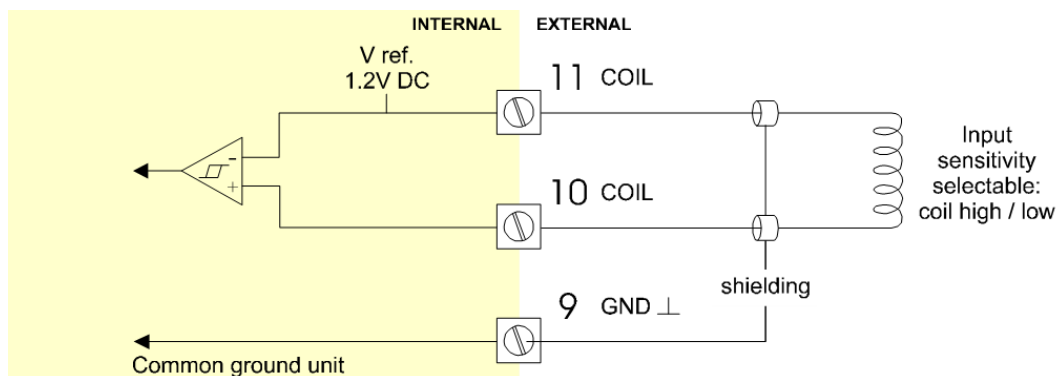 INTERNAL EXTERNAL
V ref.
1.2V DC
11 COIL
-
+
10 COIL
Input
sensitivity
selectable:
coil high / low
shielding
9 GND ⊥
Common ground unit